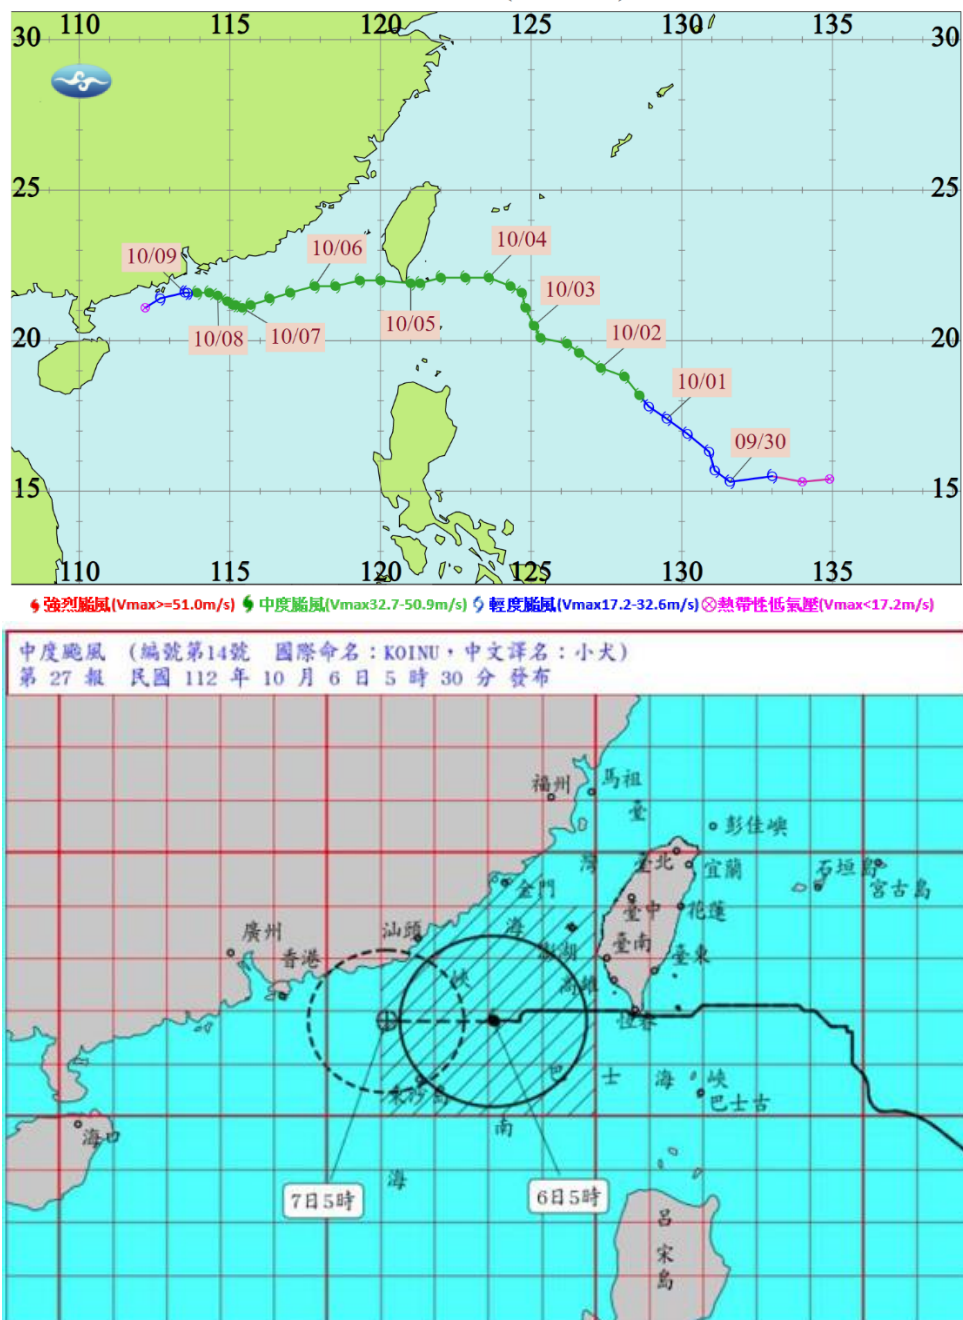 110 115 120 125 130 135
30 30
10/09 10/06 10/04
25 25
10/03
10/05
10/08 10/07 10/02
20 20
10/01
09/30
15 15
110 115 120 125 130 135
強烈颱風(Vmax>=51.0m/s) 中度颱風(Vmax32.7-50.9m/s) 輕度颱風(Vmax17.2-32.6m/s) 熱帶性低氣壓(Vmax<17.2m/s)
中度颱風 (編號第14號 國際命名：KOINU，中文譯名：小犬)
第 27 報 民國 112 年 10 月 6 日 5 時 30 分 發布
福州 馬祖
臺
彭佳嶼
灣 臺北 宜蘭 石垣島 宮古島
金門
臺中 花蓮
廣州 汕頭 海
香港 澎湖 臺南 臺東
峽 高雄
恆春
巴 士 海 峽
東沙島 巴士古
海口 南
7日5時 6日5時
海
呂
宋
島